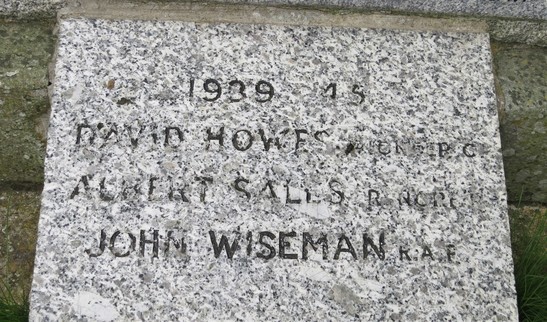 1939 45
DAVID HOWES
ALBERT SALES
JOHN WISEMAN R.A.F.